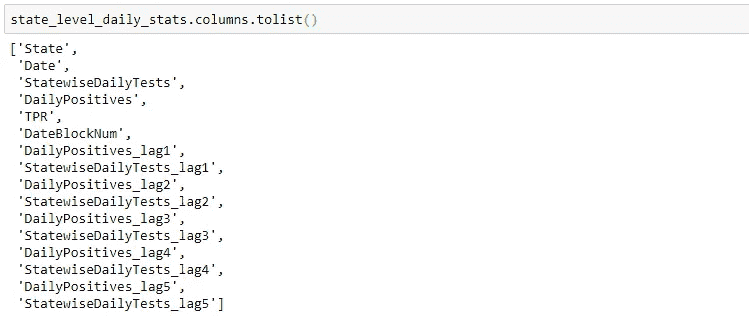 state_level_daily_stats.columns.tolist()
['State',
'Date',
'StatewiseDailyTests',
'DailyPositives',
'TPR',
'DateBlockNum',
'DailyPositives_lag1',
'StatewiseDailyTests_lag1',
'DailyPositives_lag2',
'StatewiseDailyTests_lag2',
'DailyPositives_lag3',
'StatewiseDailyTests_lag3',
'DailyPositives_lag4',
'StatewiseDailyTests_lag4',
'DailyPositives_lag5',
'StatewiseDailyTests_lag5']